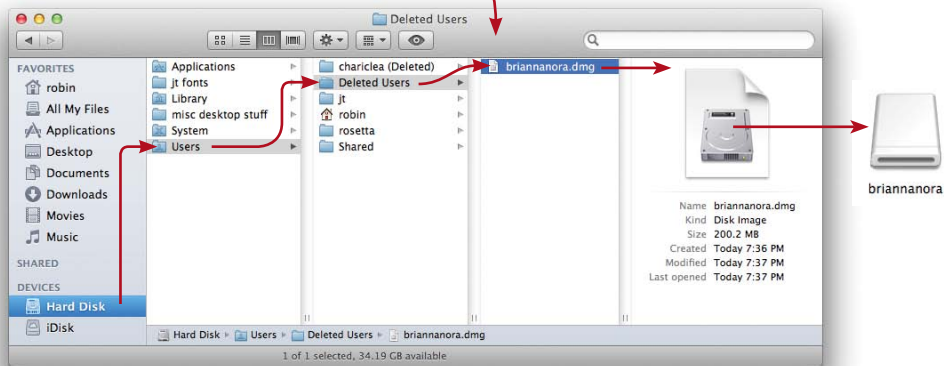 Deleted Users
FAVORITES
robin
All My Files
Applications
Desktop
Documents
Downloads
Movies
Music
SHARED
DEVICES
Hard Disk
iDisk
Applications
jt fonts
Library
misc desktop stuff
System
Users
chariclea (Deleted)
Deleted Users
jt
robin
rosetta
Shared
briannanora.dmg
Name briannanora.dmg
Kind Disk Image
Size 200.2 MB
Created Today 7:36 PM
Modified Today 7:37 PM
Last opened Today 7:37 PM
briannanora
Hard Disk Users Deleted Users briannanora.dmg
1 of 1 selected, 34.19 GB available